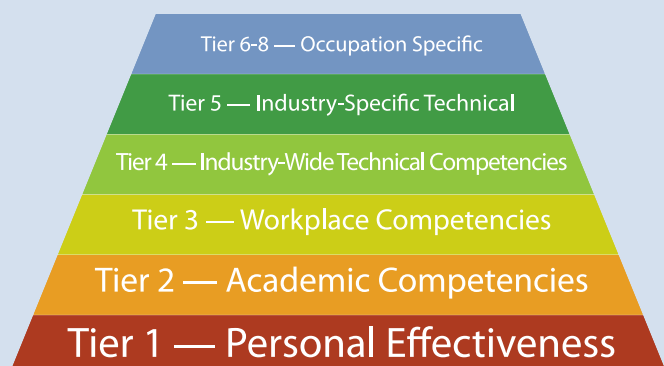 Tier 6-8 — Occupation Specific
Tier 5 — Industry-Specific Technical
Tier 4 — Industry-Wide Technical Competencies
Tier 3 — Workplace Competencies
Tier 2 — Academic Competencies
Tier 1 — Personal Effectiveness